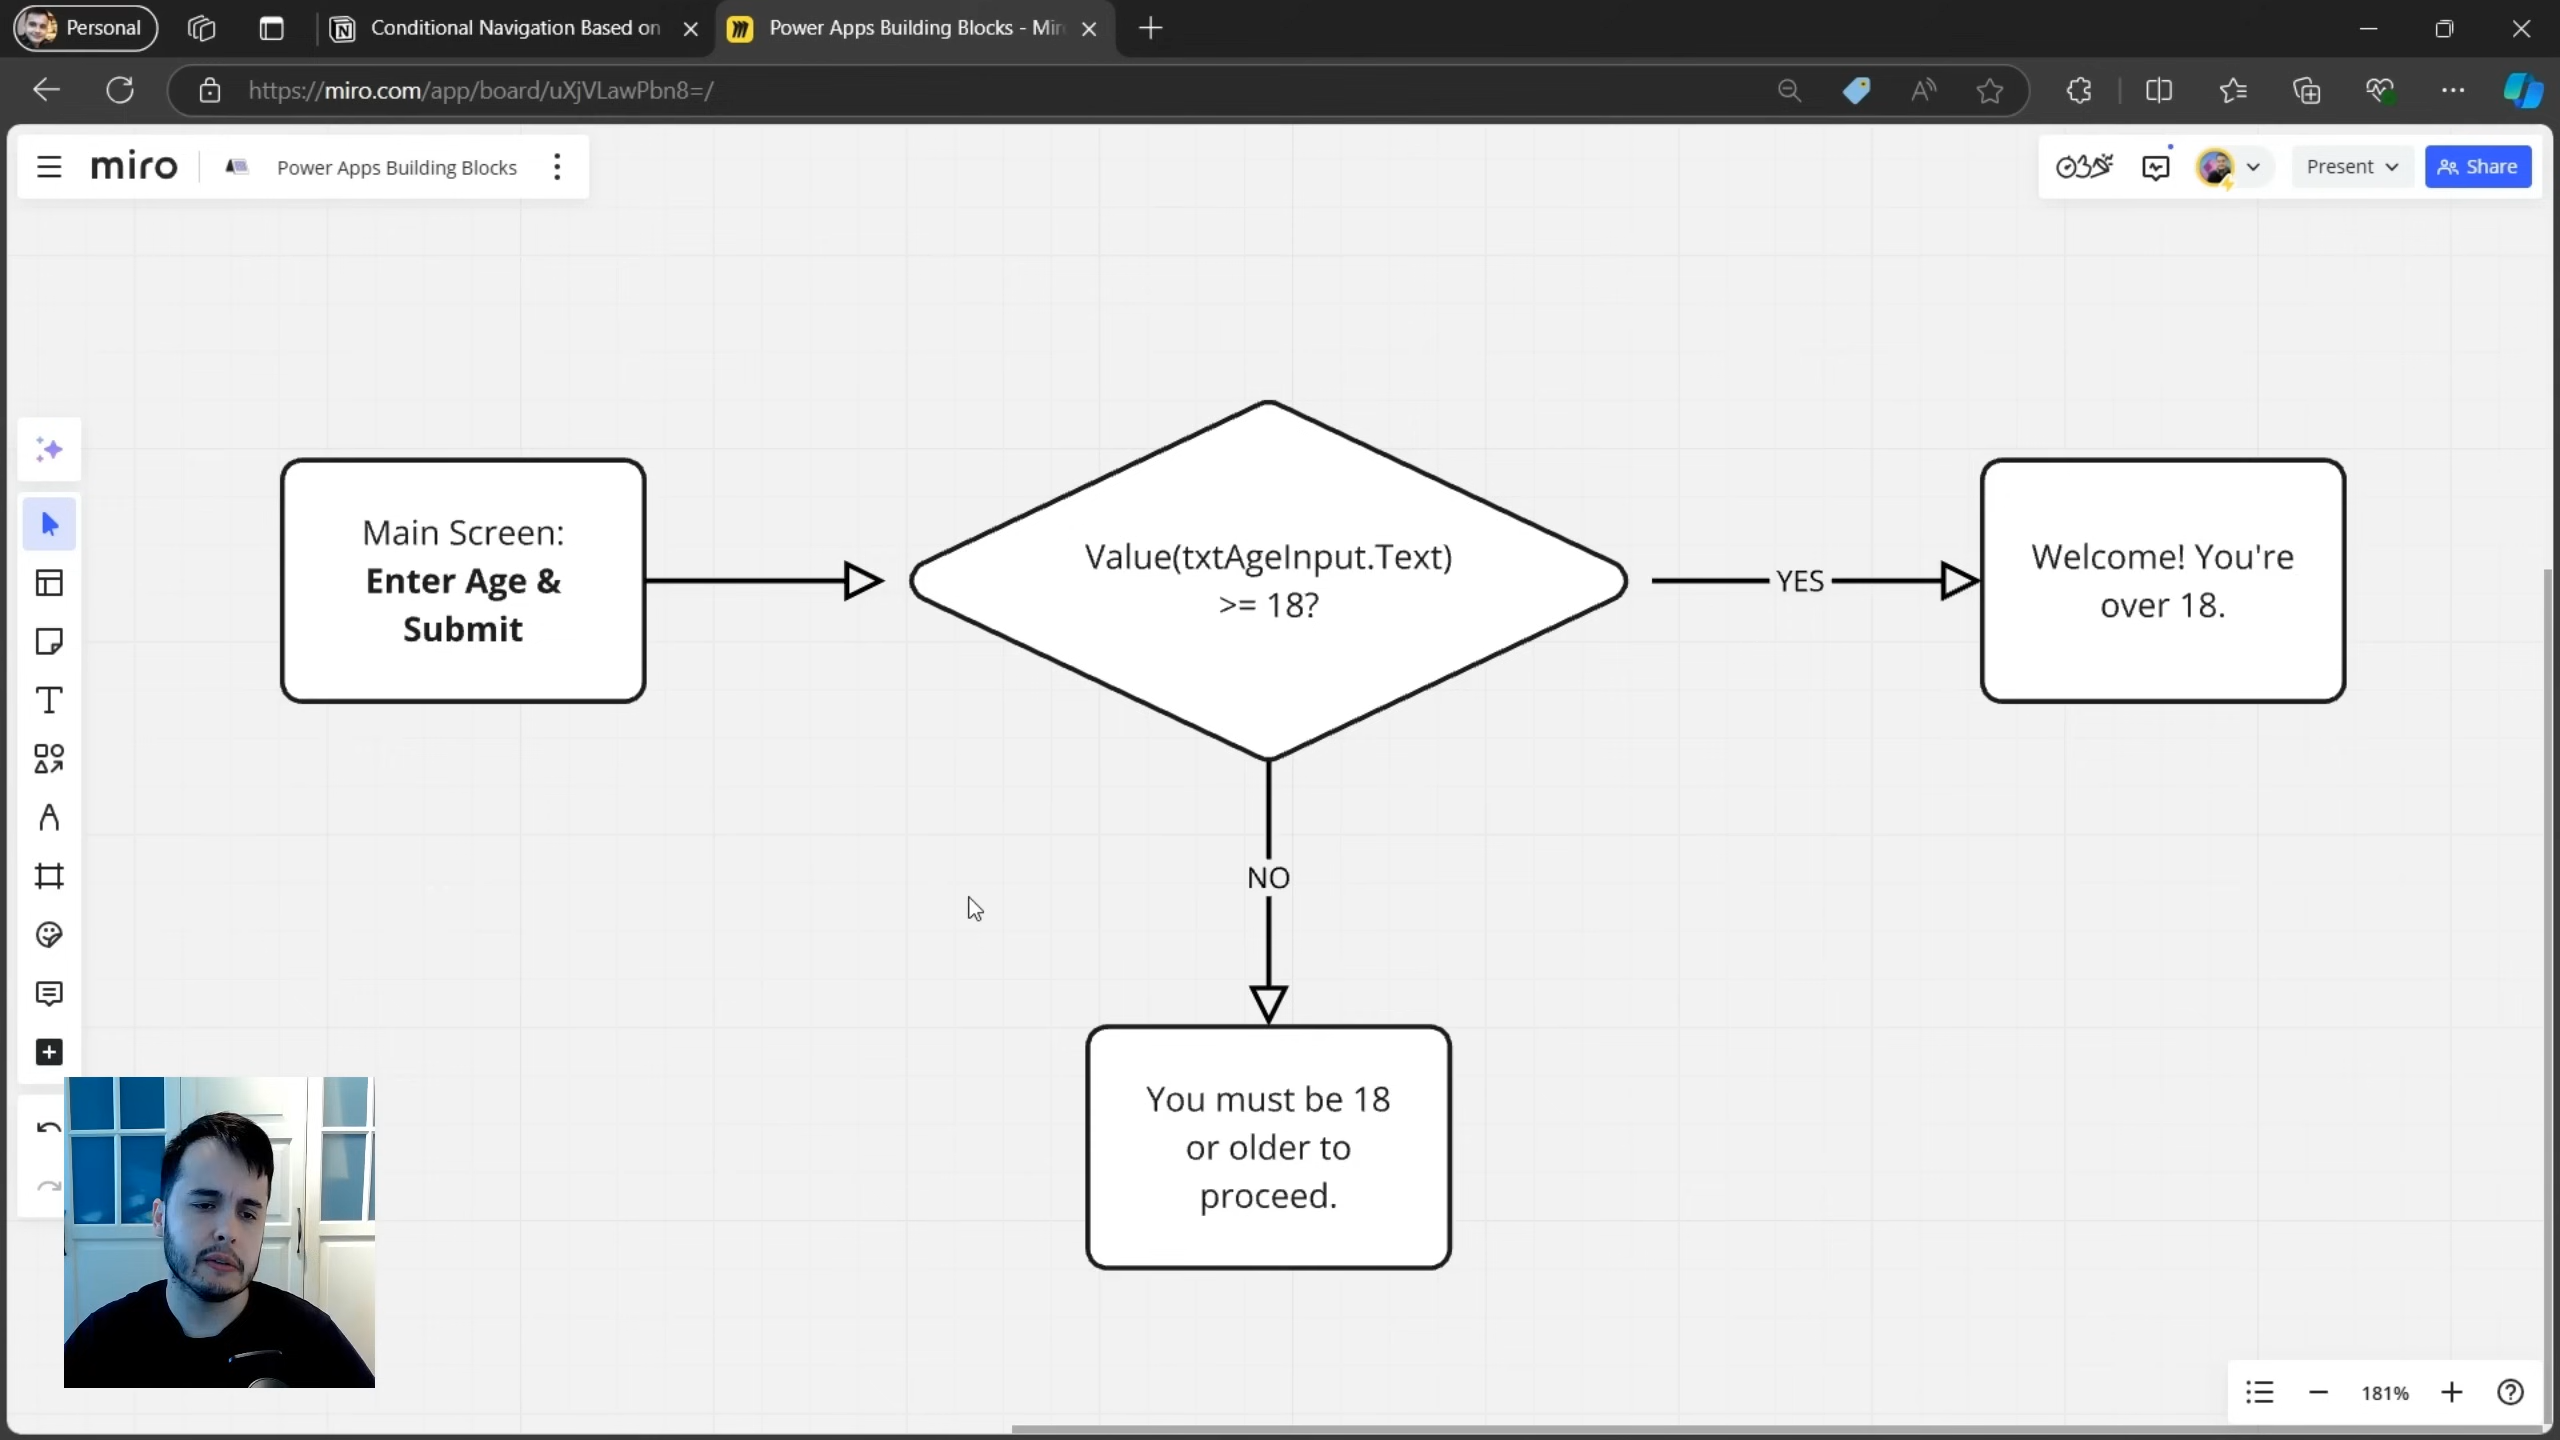 Personal
Conditional Navigation Based on
Power Apps Building Blocks - Mir
https://miro.com/app/board/uXjVLawPbn8=/
miro
Power Apps Building Blocks
Present
Share
Main Screen:
Enter Age &
Submit
Value(txtAgeInput.Text)
>= 18?
YES
Welcome! You're
over 18.
NO
You must be 18
or older to
proceed.
181%